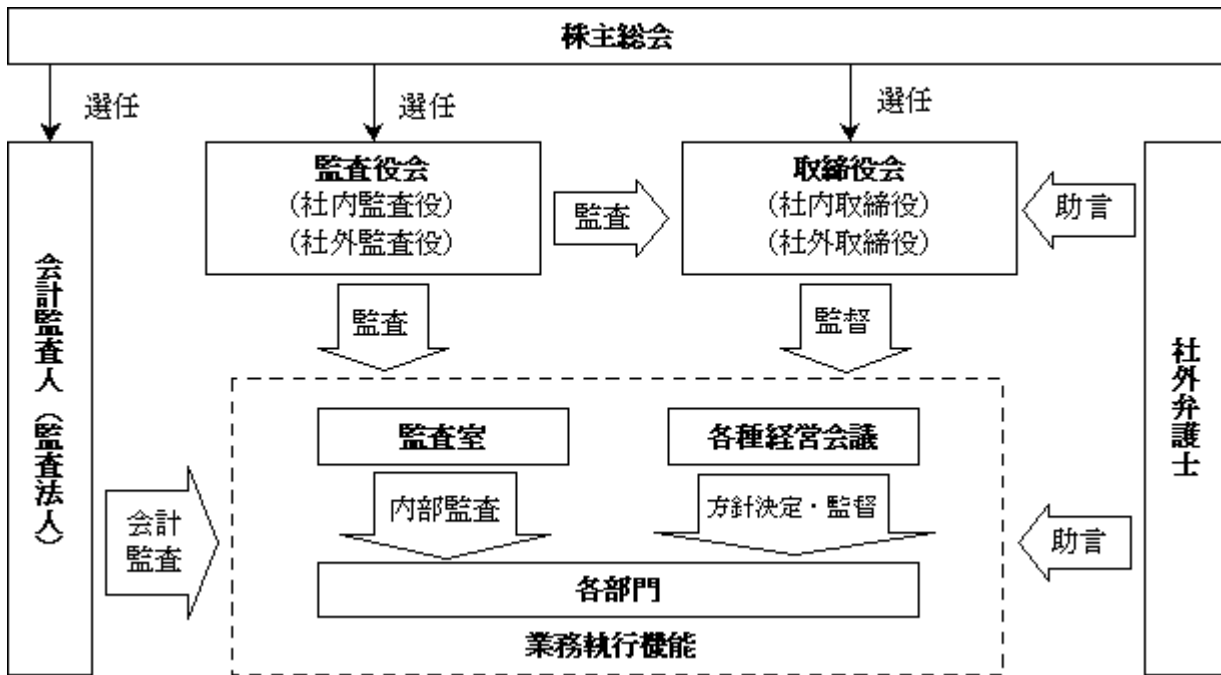 株主総会
選任
選任
選任
監査役会
(社内監査役)
(社外監査役)
監査
取締役会
(社内取締役)
(社外取締役)
助言
会計監査人(監査法人)
監査
監督
社外弁護士
監査室
各種経営会議
会計
監査
内部監査
方針決定・監督
助言
各部門
業務執行機能